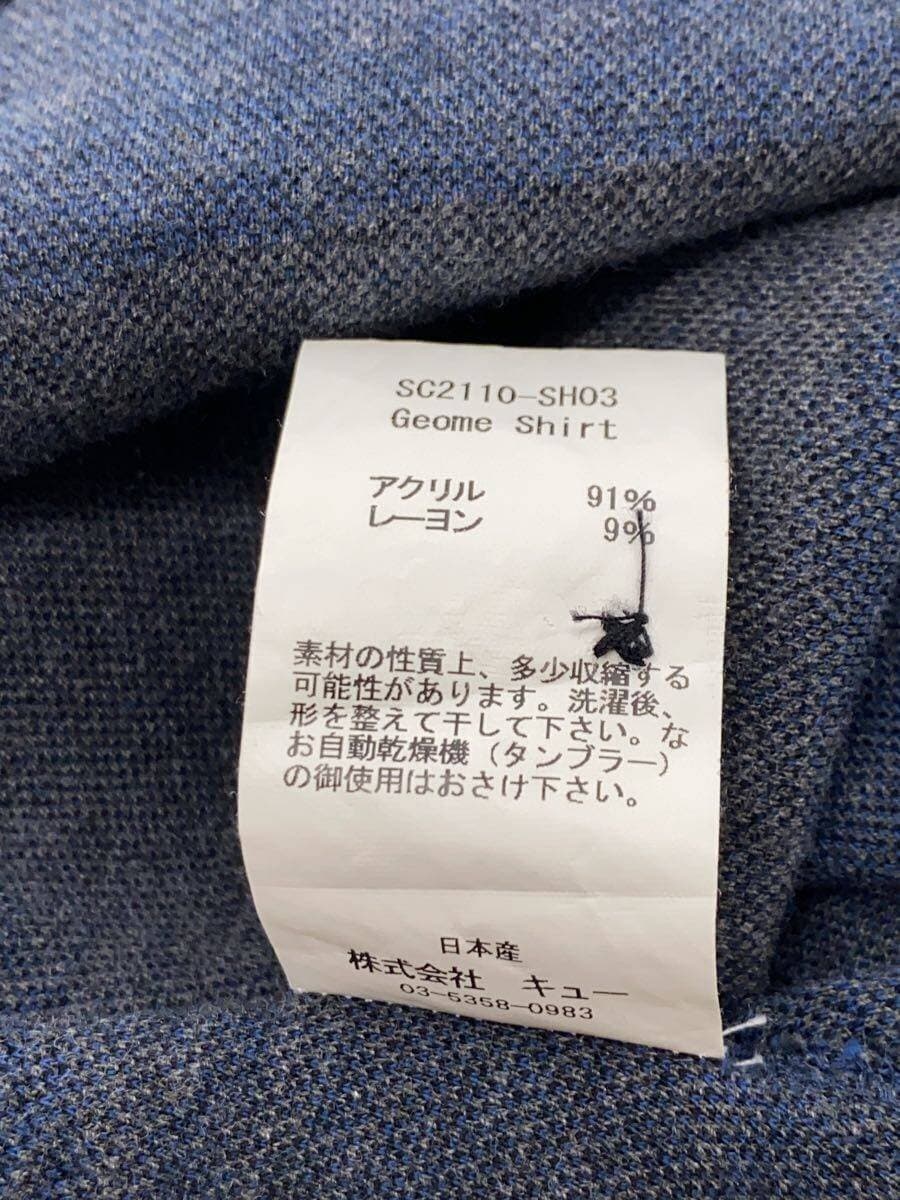 SC2110-SH03
Geome Shirt
アクリル 91%
レーヨン 9%
素材の性質上、多少収縮する
可能性があります。洗濯後、
形を整えて干して下さい。な
お自動乾燥機（タンブラー）
の御使用はおさけ下さい。
日本産
株式会社 キュー
03-5358-0983